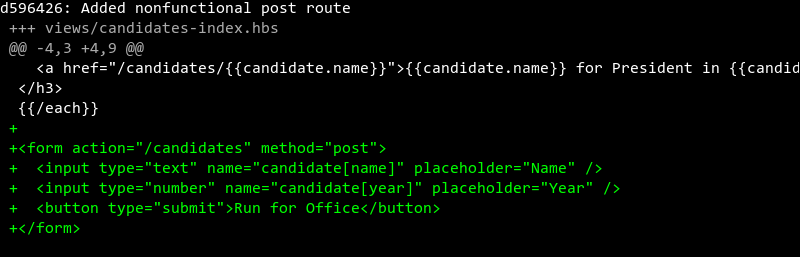 d596426: Added nonfunctional post route
+++ views/candidates-index.hbs
@@ -4,3 +4,9 @@
<a href="/candidates/{{candidate.name}}">{{candidate.name}} for President in {{candid
</h3>
{{/each}}
+
+<form action="/candidates" method="post">
+  <input type="text" name="candidate[name]" placeholder="Name" />
+  <input type="number" name="candidate[year]" placeholder="Year" />
+  <button type="submit">Run for Office</button>
+</form>